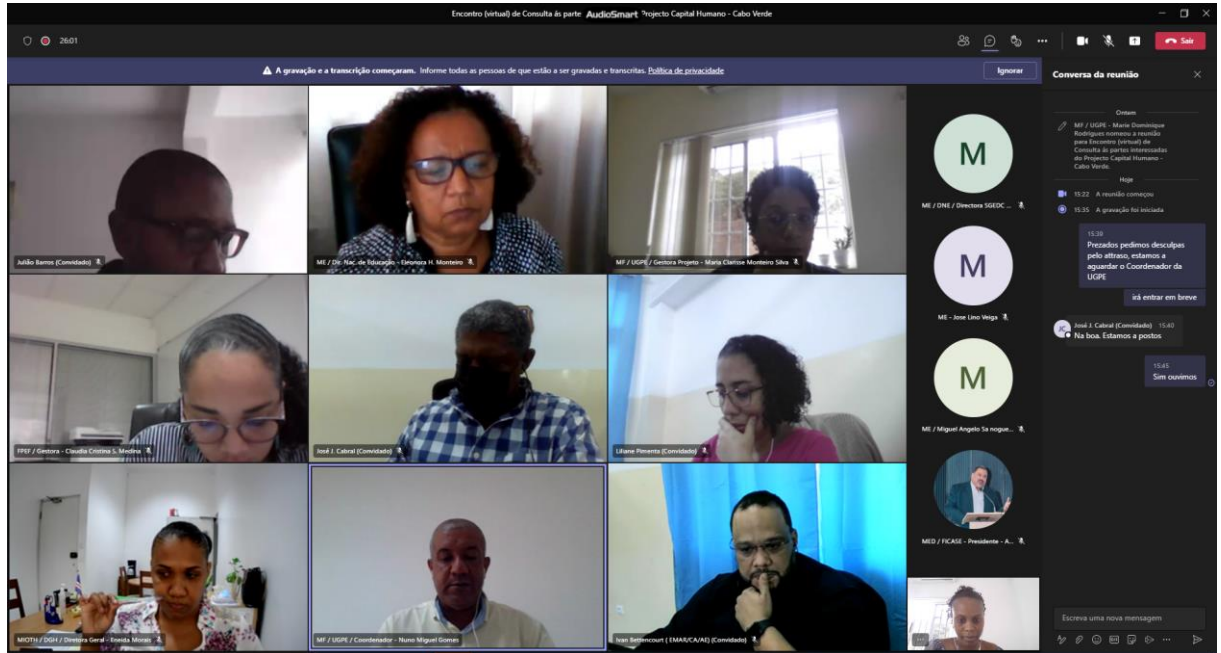 Encontro (virtual) de Consulta ás parte AudioSmart Projecto Capital Humano - Cabo Verde
26:01
Sair
A gravação e a transcrição começaram. Informe todas as pessoas de que estão a ser gravadas e transcritas. Política de privacidade
Ignorar
Julião Barros (Convidado)
ME / Dir. Nac. de Educação - Eleonora H. Monteiro
MF / UGPE / Gestora Projeto - Maria Clarisse Monteiro Silva
FPEF / Gestora - Claudia Cristina S. Medina
José J. Cabral (Convidado)
Liliane Pimenta (Convidado)
MIOTH / DGH / Diretora Geral - Eneida Morais
MF / UGPE / Coordenador - Nuno Miguel Gomes
Ivan Bettencourt ( EMAR/CA/AE) (Convidado)
M
ME / DNE / Directora SGEDC ...
M
ME - Jose Lino Veiga
M
ME / Miguel Angelo Sa nogue...
MED / FICASE - Presidente - A...
Conversa da reunião
Ontem
MF / UGPE - Marie Dominique
Rodrigues nomeou a reunião
para Encontro (virtual) de
Consulta ás partes interessadas
do Projecto Capital Humano -
Cabo Verde.
Hoje
15:22 A reunião começou
15:35 A gravação foi iniciada
15:39
Prezados pedimos desculpas
pelo attraso, estamos a
aguardar o Coordenador da
UGPE
irá entrar em breve
José J. Cabral (Convidado) 15:40
Na boa. Estamos a postos
15:45
Sim ouvimos
Escreva uma nova mensagem